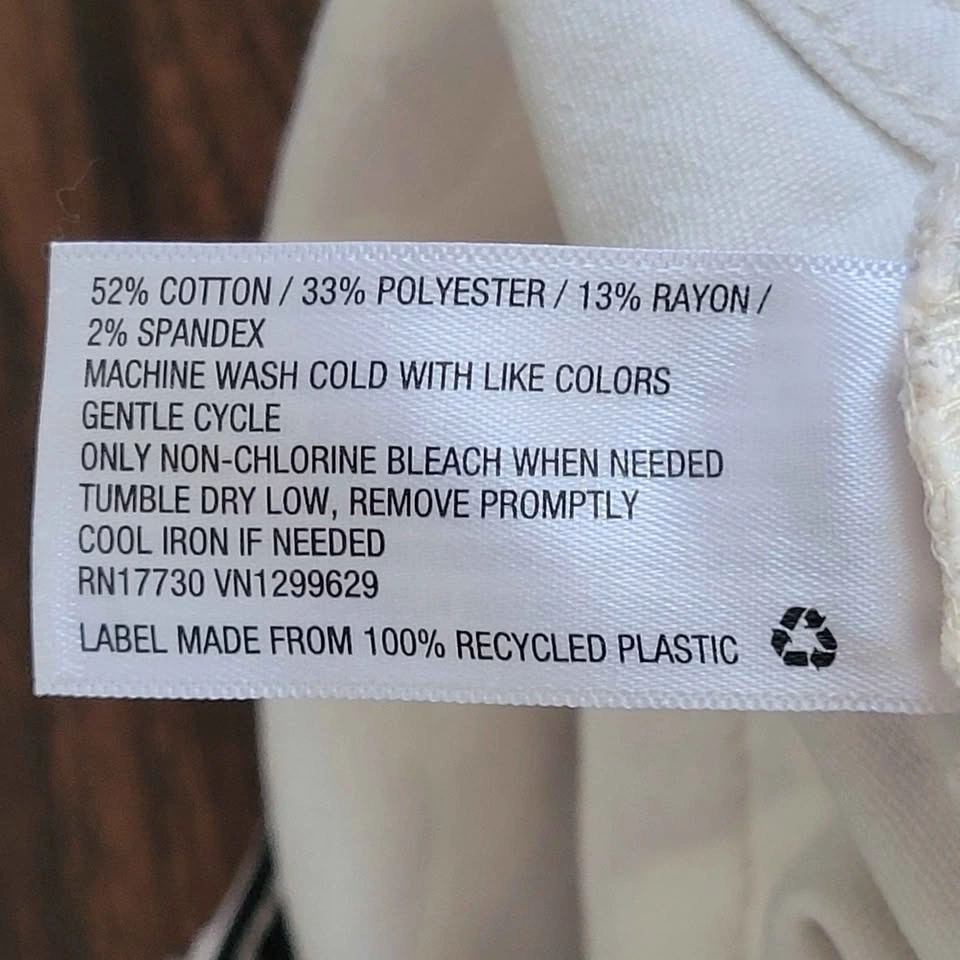 52% COTTON / 33% POLYESTER / 13% RAYON /
2% SPANDEX
MACHINE WASH COLD WITH LIKE COLORS
GENTLE CYCLE
ONLY NON-CHLORINE BLEACH WHEN NEEDED
TUMBLE DRY LOW, REMOVE PROMPTLY
COOL IRON IF NEEDED
RN17730 VN1299629
LABEL MADE FROM 100% RECYCLED PLASTIC